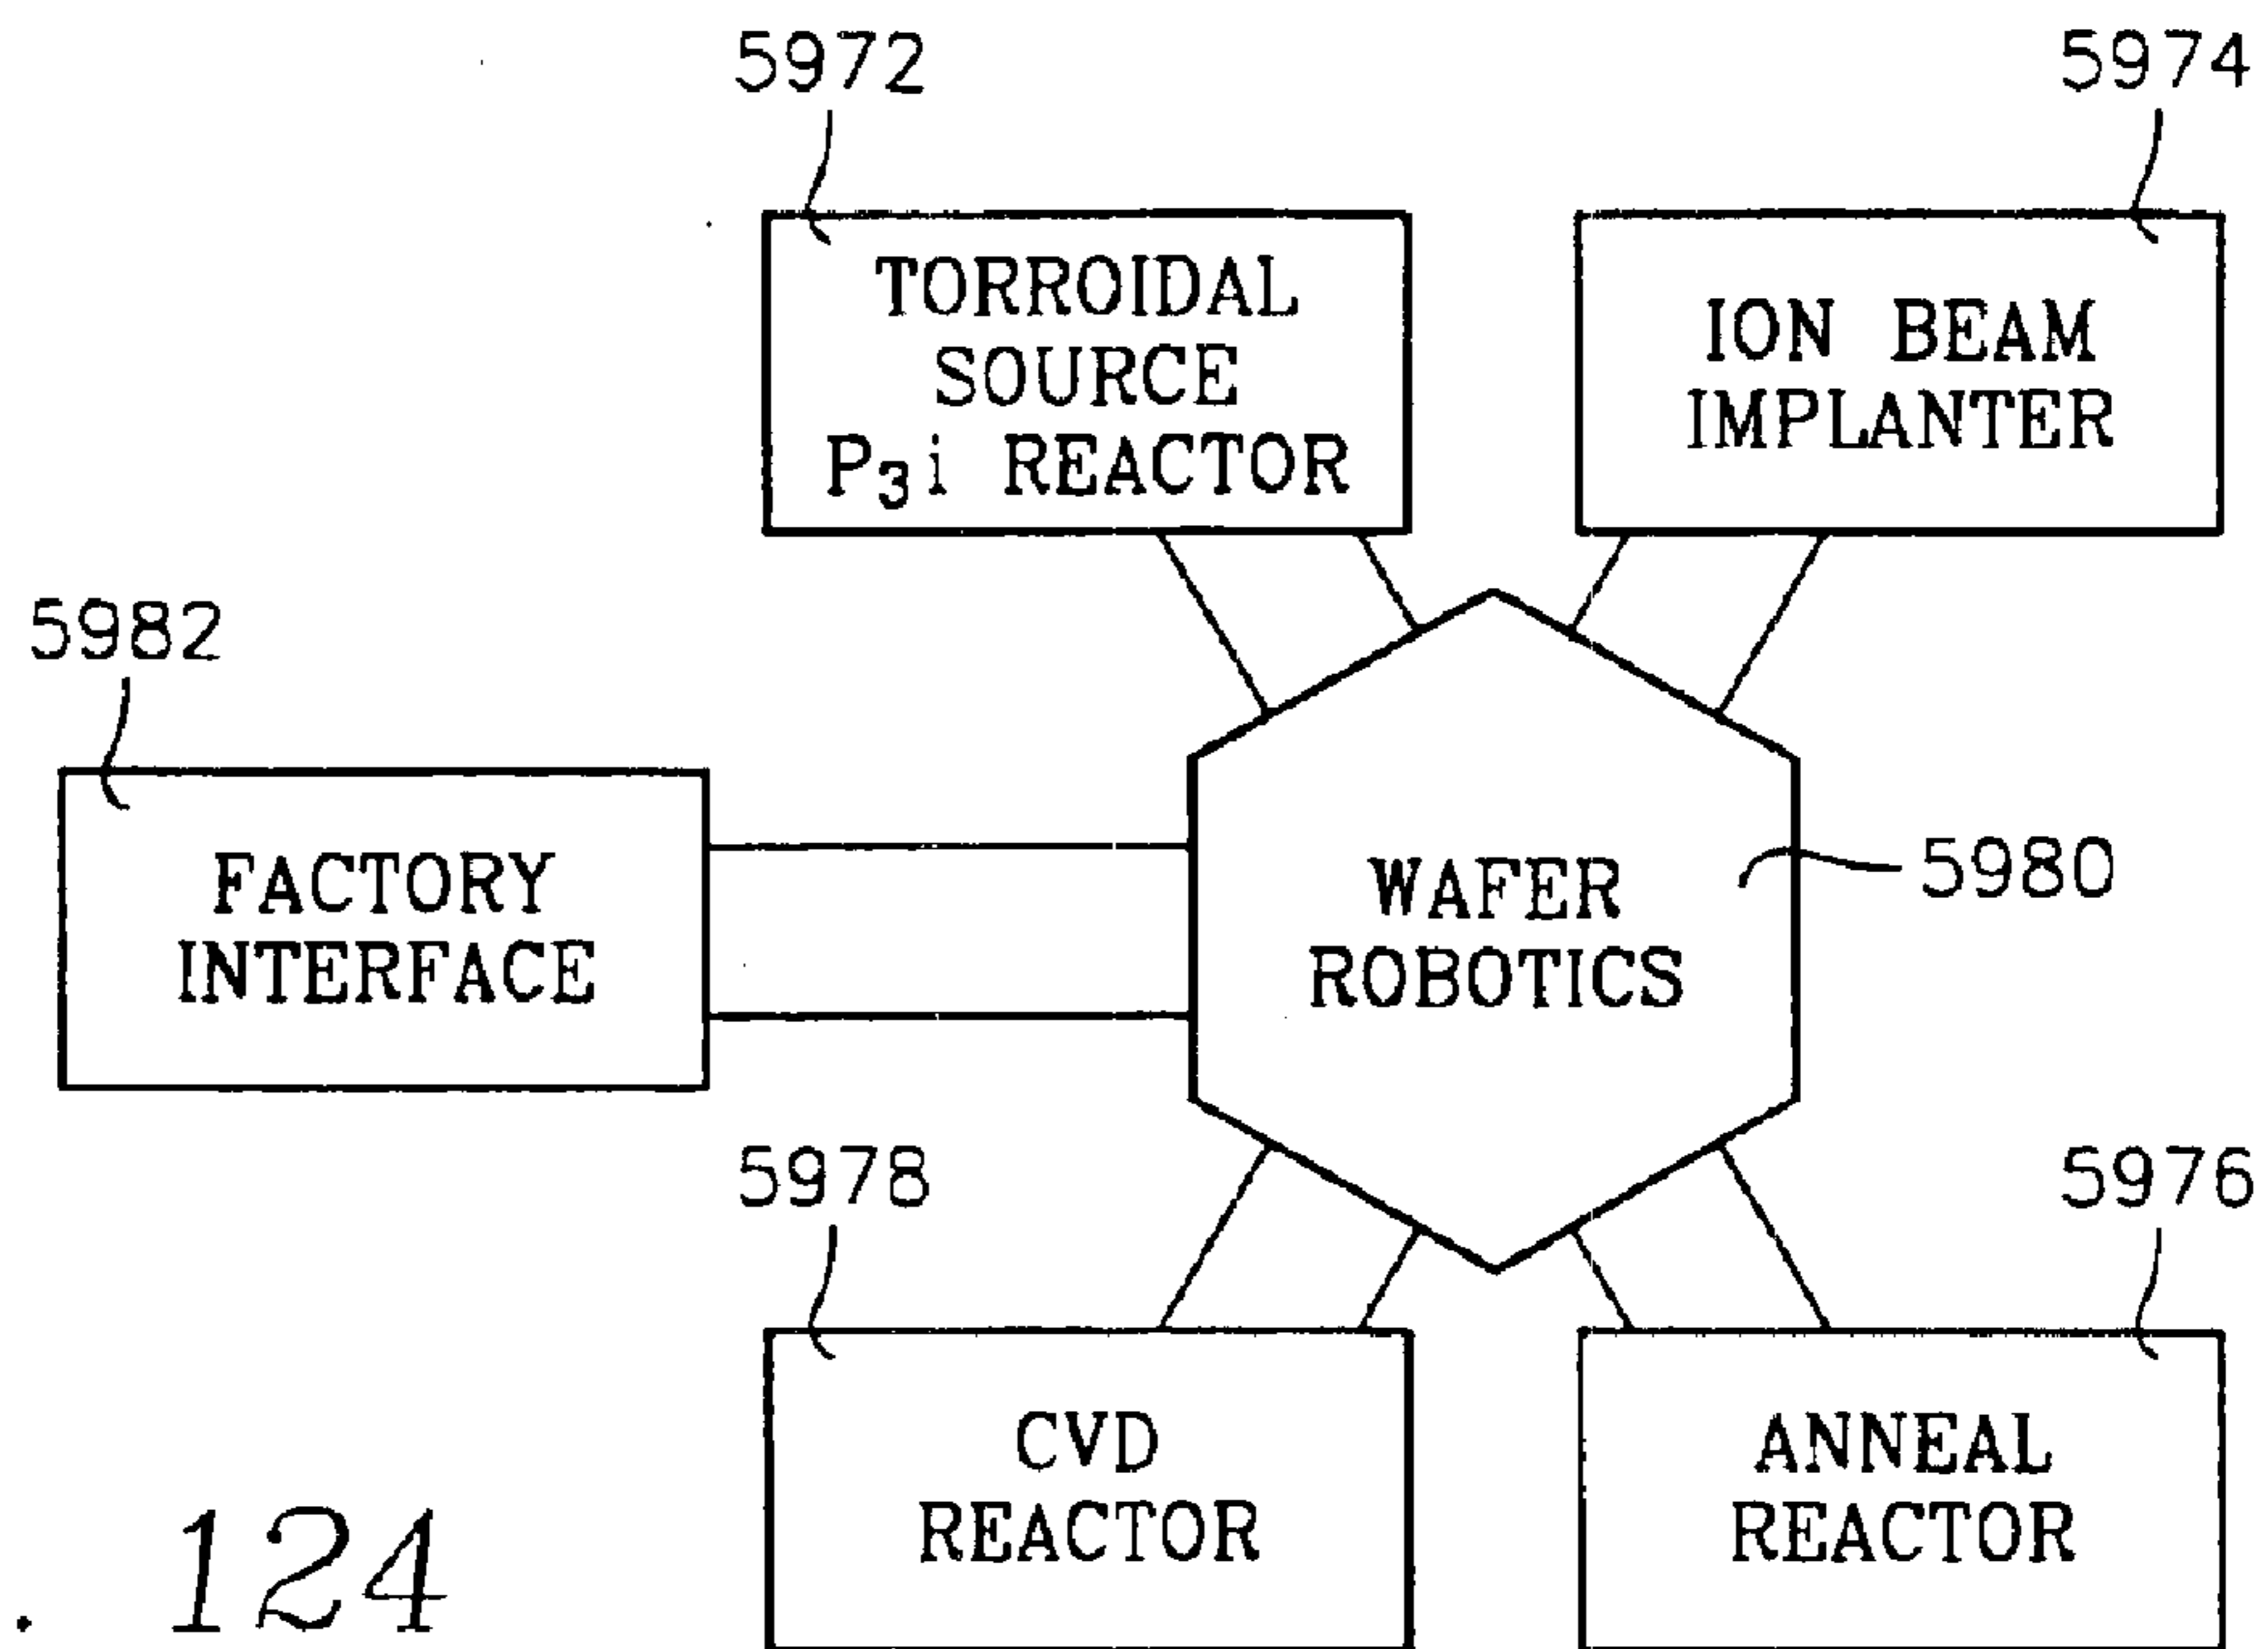 5972
5974
TORROIDAL
SOURCE
P₃i REACTOR
ION BEAM
IMPLANTER
5982
FACTORY
INTERFACE
WAFER
ROBOTICS
5980
5978
5976
CVD
REACTOR
ANNEAL
REACTOR
. 124